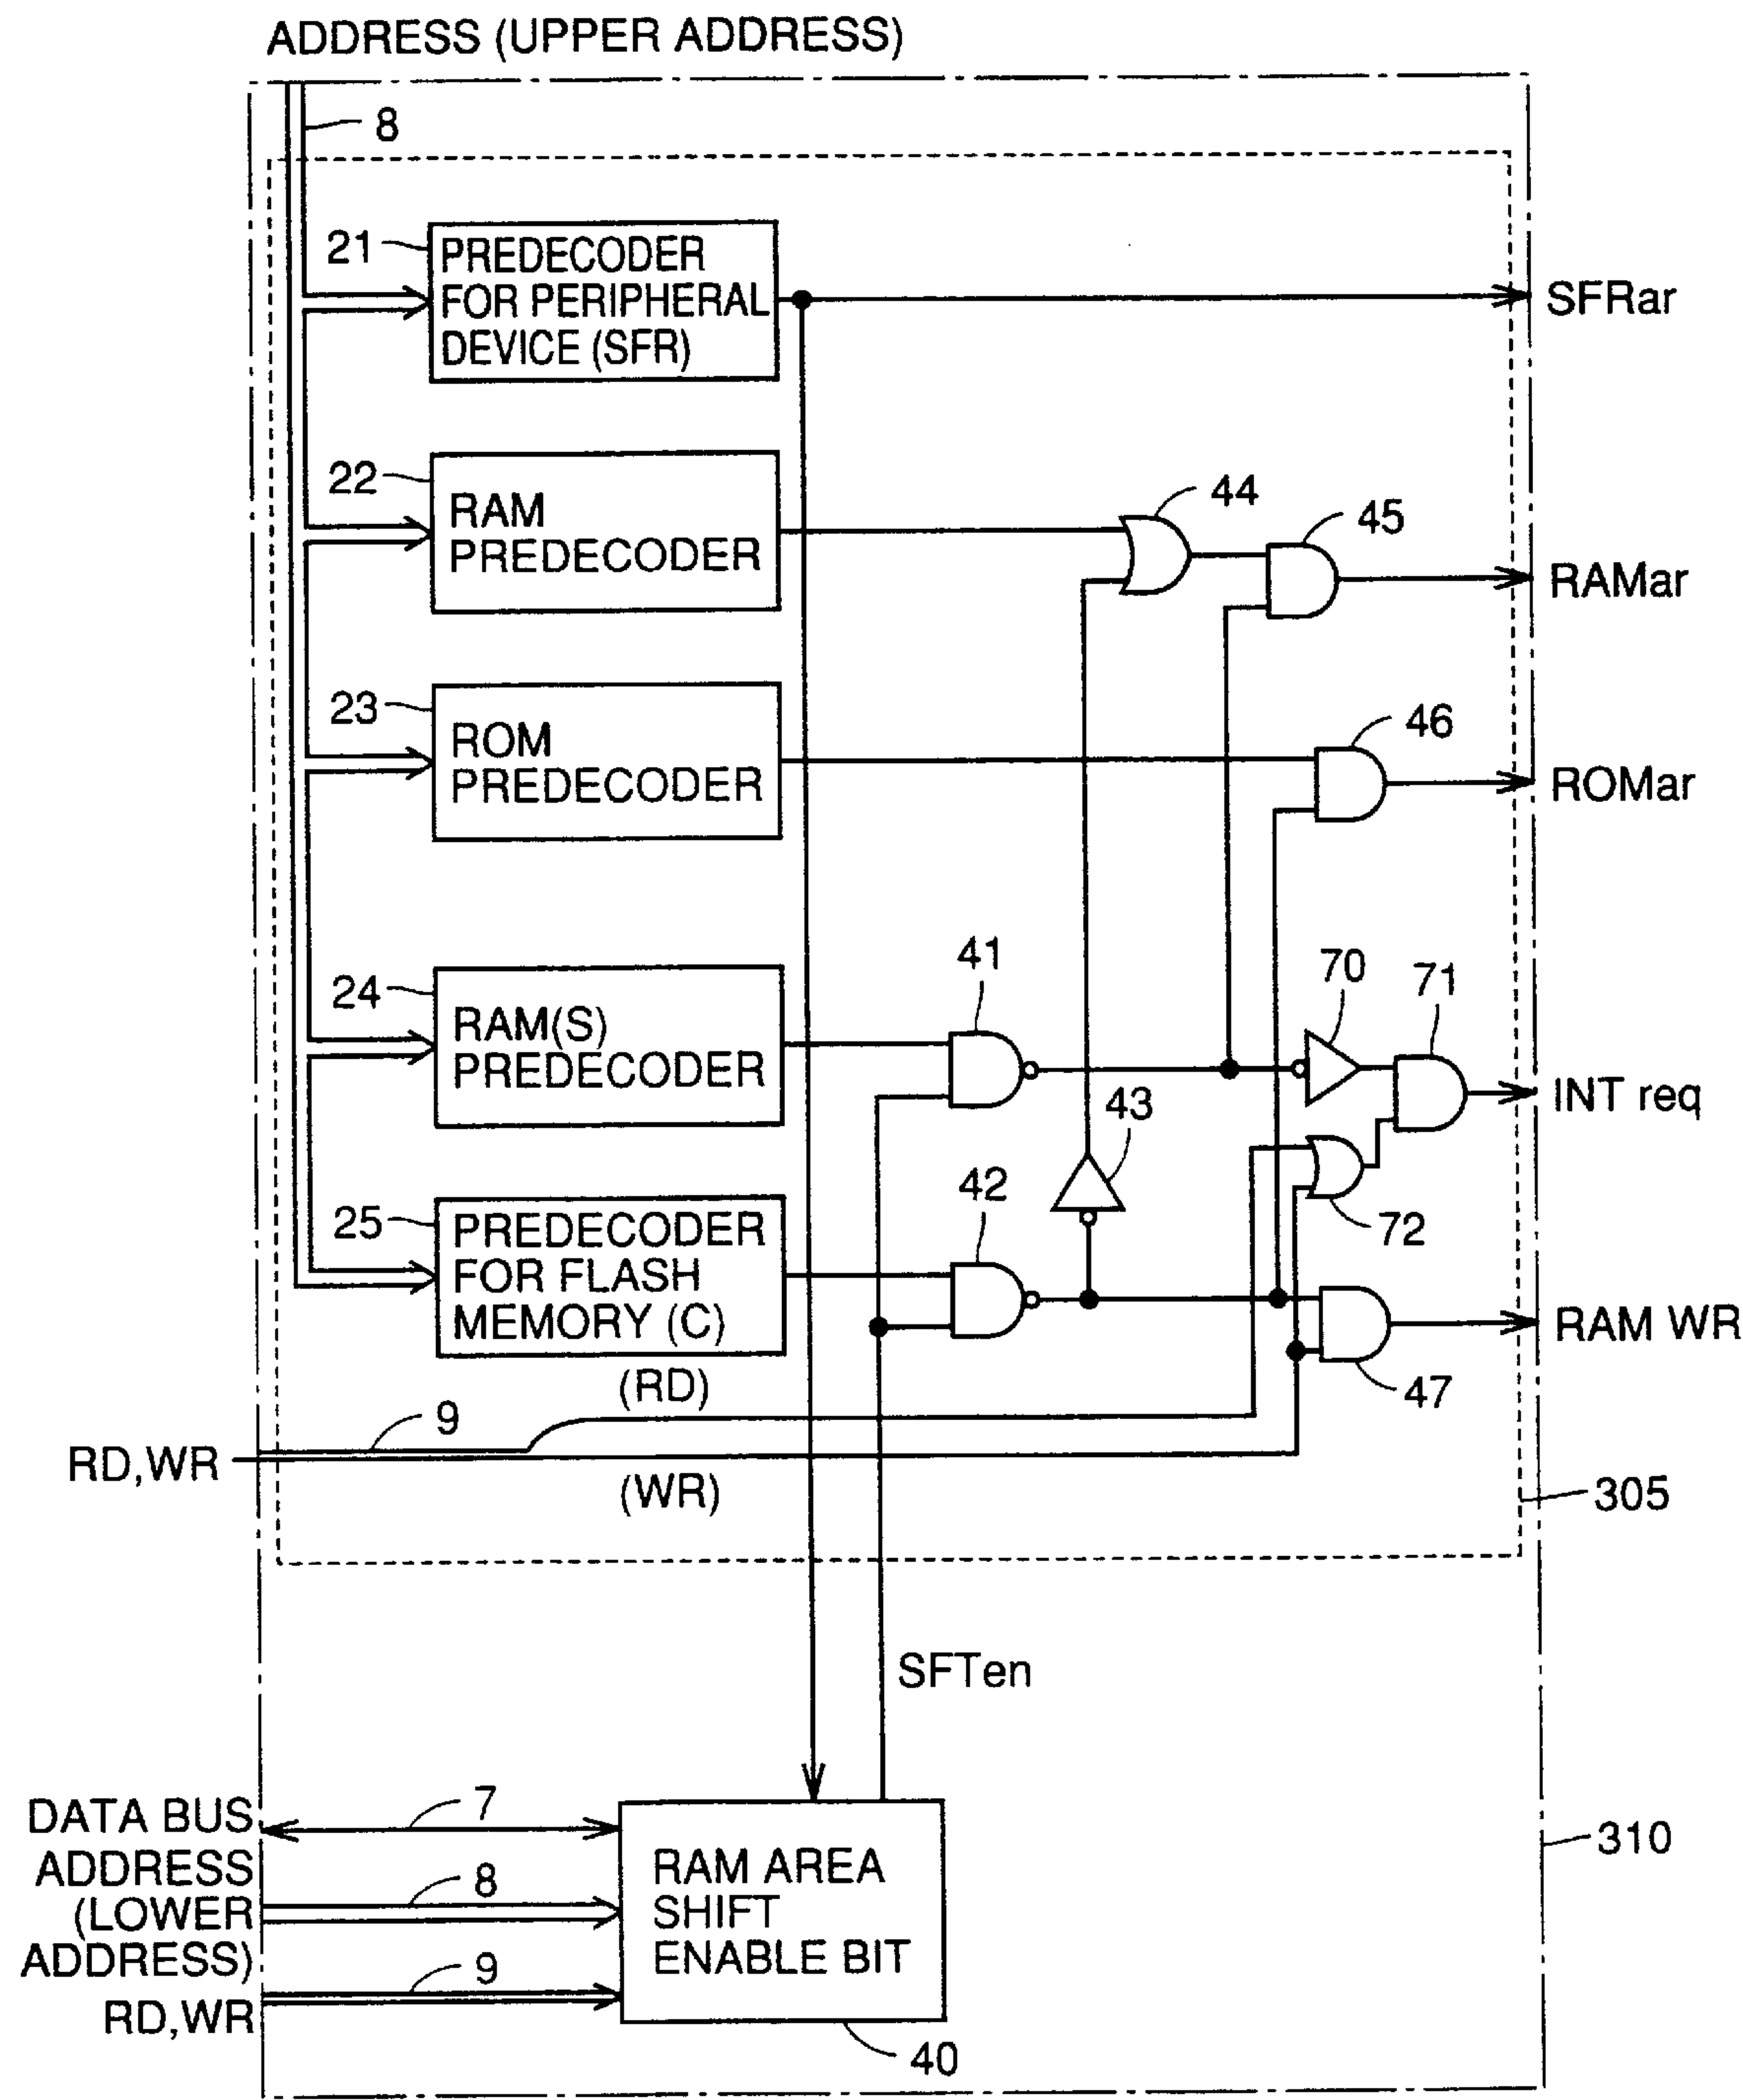 ADDRESS (UPPER ADDRESS)
8
21
PREDECODER
FOR PERIPHERAL
DEVICE (SFR)
SFRar
22
RAM
PREDECODER
44
45
RAMar
23
ROM
PREDECODER
46
ROMar
24
RAM(S)
PREDECODER
41
70
71
INT req
43
25
PREDECODER
FOR FLASH
MEMORY (C)
42
72
RAM WR
47
(RD)
9
RD,WR
(WR)
305
SFTen
DATA BUS
7
ADDRESS
(LOWER
ADDRESS)
8
RD,WR
9
RAM AREA
SHIFT
ENABLE BIT
310
40